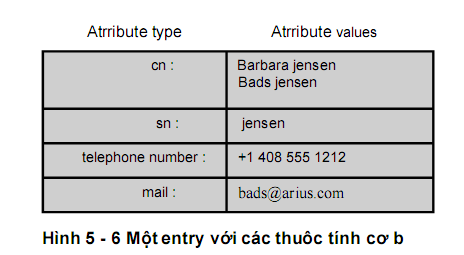 Atrribute type Atrribute values
cn : Barbara jensen
Bads jensen
sn : jensen
telephone number : +1 408 555 1212
mail : bads@arius.com
Hình 5 - 6 Một entry với các thuôc tính cơ b